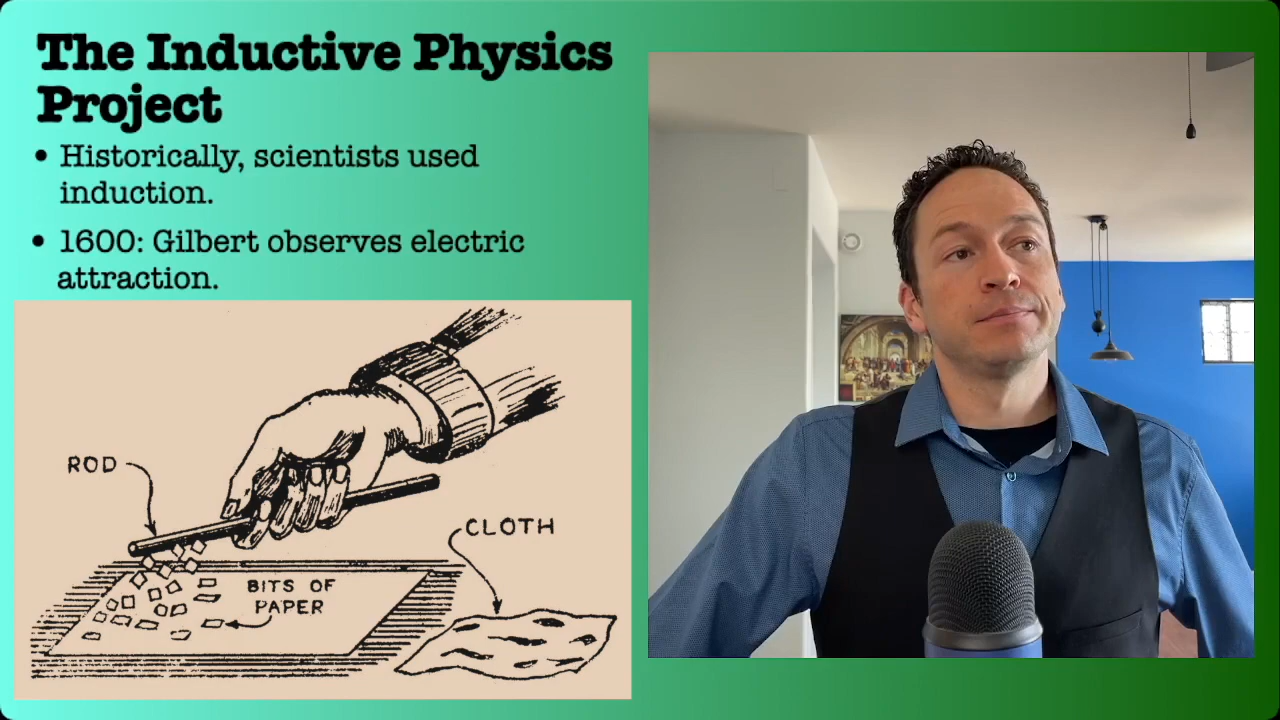 The Inductive Physics
Project
• Historically, scientists used
induction.
• 1600: Gilbert observes electric
attraction.
ROD
CLOTH
BITS OF
PAPER